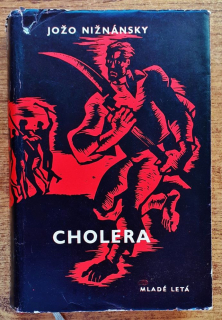 JOŽO NIŽNÁNSKY
CHOLERA
MLADÉ LETÁ